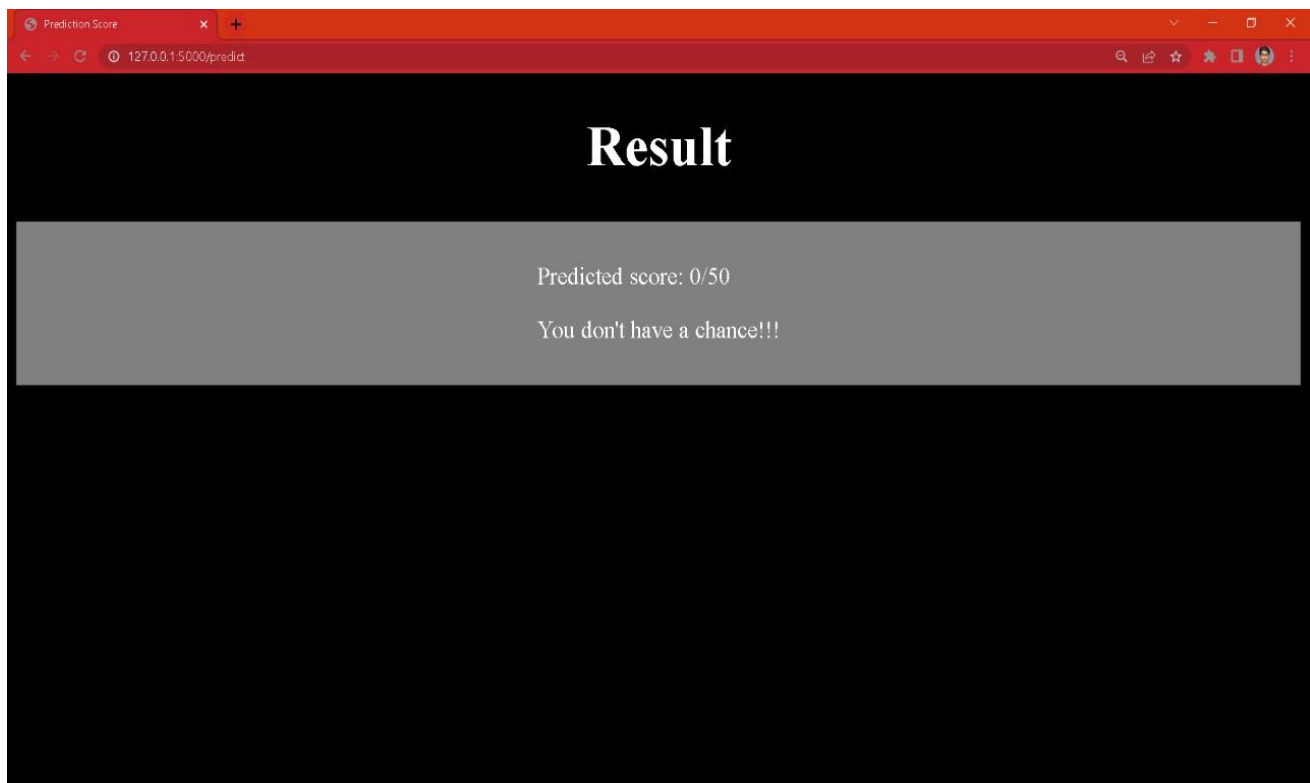 Prediction Score
127.0.0.1:5000/predict
Result
Predicted score: 0/50
You don't have a chance!!!